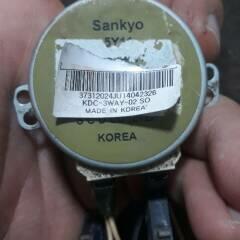 Sankyo
37312024JU14042326
KDC-3WAY-02 SO
MADE IN KOREA
KOREA